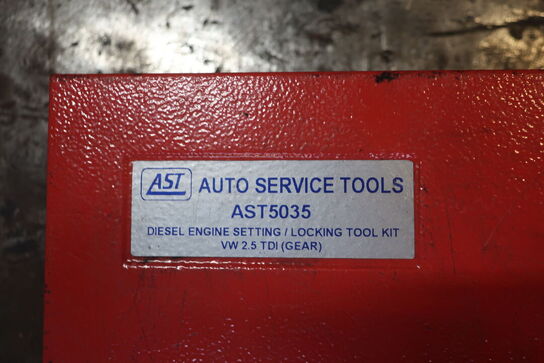 AST AUTO SERVICE TOOLS
AST5035
DIESEL ENGINE SETTING / LOCKING TOOL KIT
VW 2.5 TDI (GEAR)